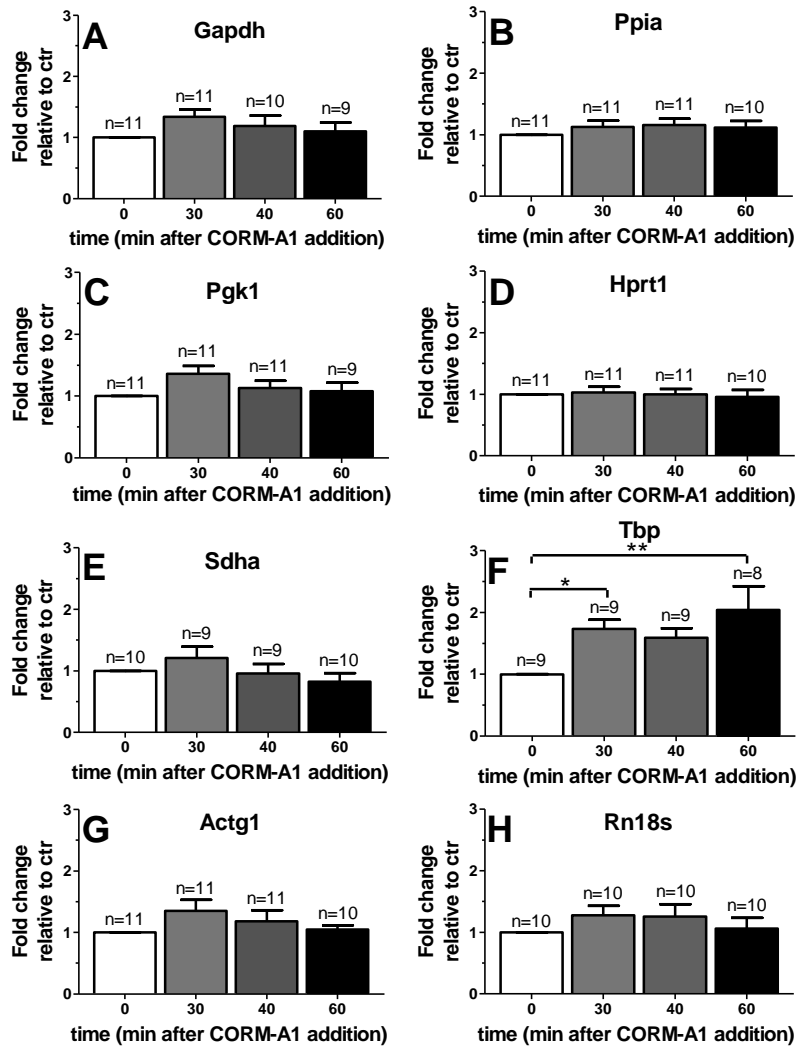 A
Gapdh
Fold change
relative to ctr
3
2
1
0
n=11
n=11
n=10
n=9
0 30 40 60
time (min after CORM-A1 addition)
B
Ppia
Fold change
relative to ctr
3
2
1
0
n=11
n=11
n=11
n=10
0 30 40 60
time (min after CORM-A1 addition)
C
Pgk1
Fold change
relative to ctr
3
2
1
0
n=11
n=11
n=11
n=9
0 30 40 60
time (min after CORM-A1 addition)
D
Hprt1
Fold change
relative to ctr
3
2
1
0
n=11
n=11
n=11
n=10
0 30 40 60
time (min after CORM-A1 addition)
E
Sdha
Fold change
relative to ctr
3
2
1
0
n=10
n=9
n=9
n=10
0 30 40 60
time (min after CORM-A1 addition)
F
Tbp
Fold change
relative to ctr
3
2
1
0
**
*
n=9
n=9
n=9
n=8
0 30 40 60
time (min after CORM-A1 addition)
G
Actg1
Fold change
relative to ctr
3
2
1
0
n=11
n=11
n=11
n=10
0 30 40 60
time (min after CORM-A1 addition)
H
Rn18s
Fold change
relative to ctr
3
2
1
0
n=10
n=10
n=10
n=10
0 30 40 60
time (min after CORM-A1 addition)